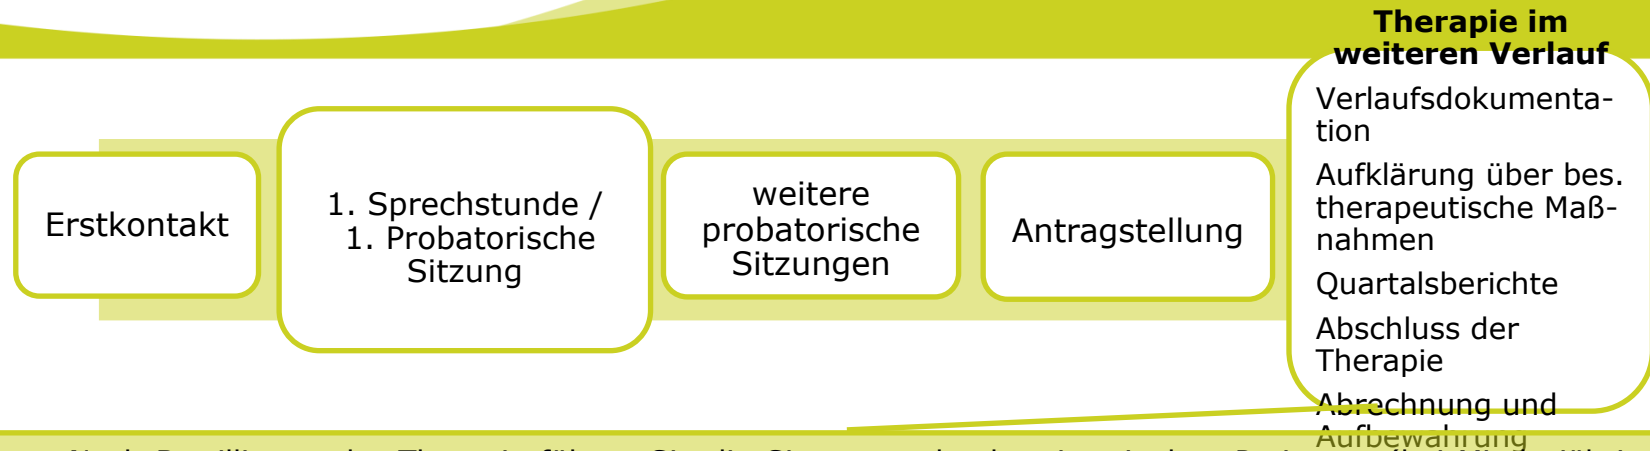 Erstkontakt
1. Sprechstunde /
1. Probatorische
Sitzung
weitere
probatorische
Sitzungen
Antragstellung
Therapie im
weiteren Verlauf
Verlaufsdokumenta-
tion
Aufklärung über bes.
therapeutische Maß-
nahmen
Quartalsberichte
Abschluss der
Therapie
Abrechnung und
Aufbewahrung